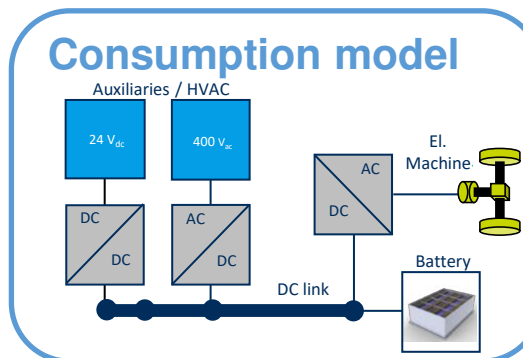 Consumption model
Auxiliaries / HVAC
24 Vdc
400 Vac
El.
Machine
AC
DC
DC
DC
AC
DC
DC link
Battery